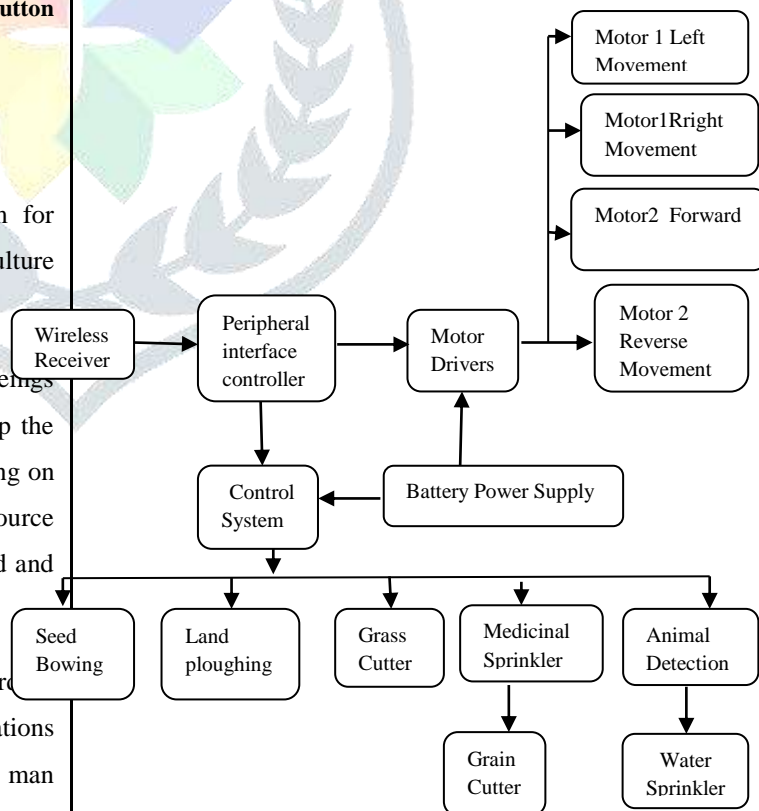 utton
n for
ulture
enigs
p the
ng on
ource
d and
ations
man
Motor 1 Left
Movement
Motor1Rright
Movement
Motor2 Forward
Wireless
Receiver
Peripheral
interface
controller
Motor
Drivers
Motor 2
Reverse
Movement
Control
System
Battery Power Supply
Seed
Bowing
Land
ploughing
Grass
Cutter
Medicinal
Sprinkler
Animal
Detection
Grain
Cutter
Water
Sprinkler